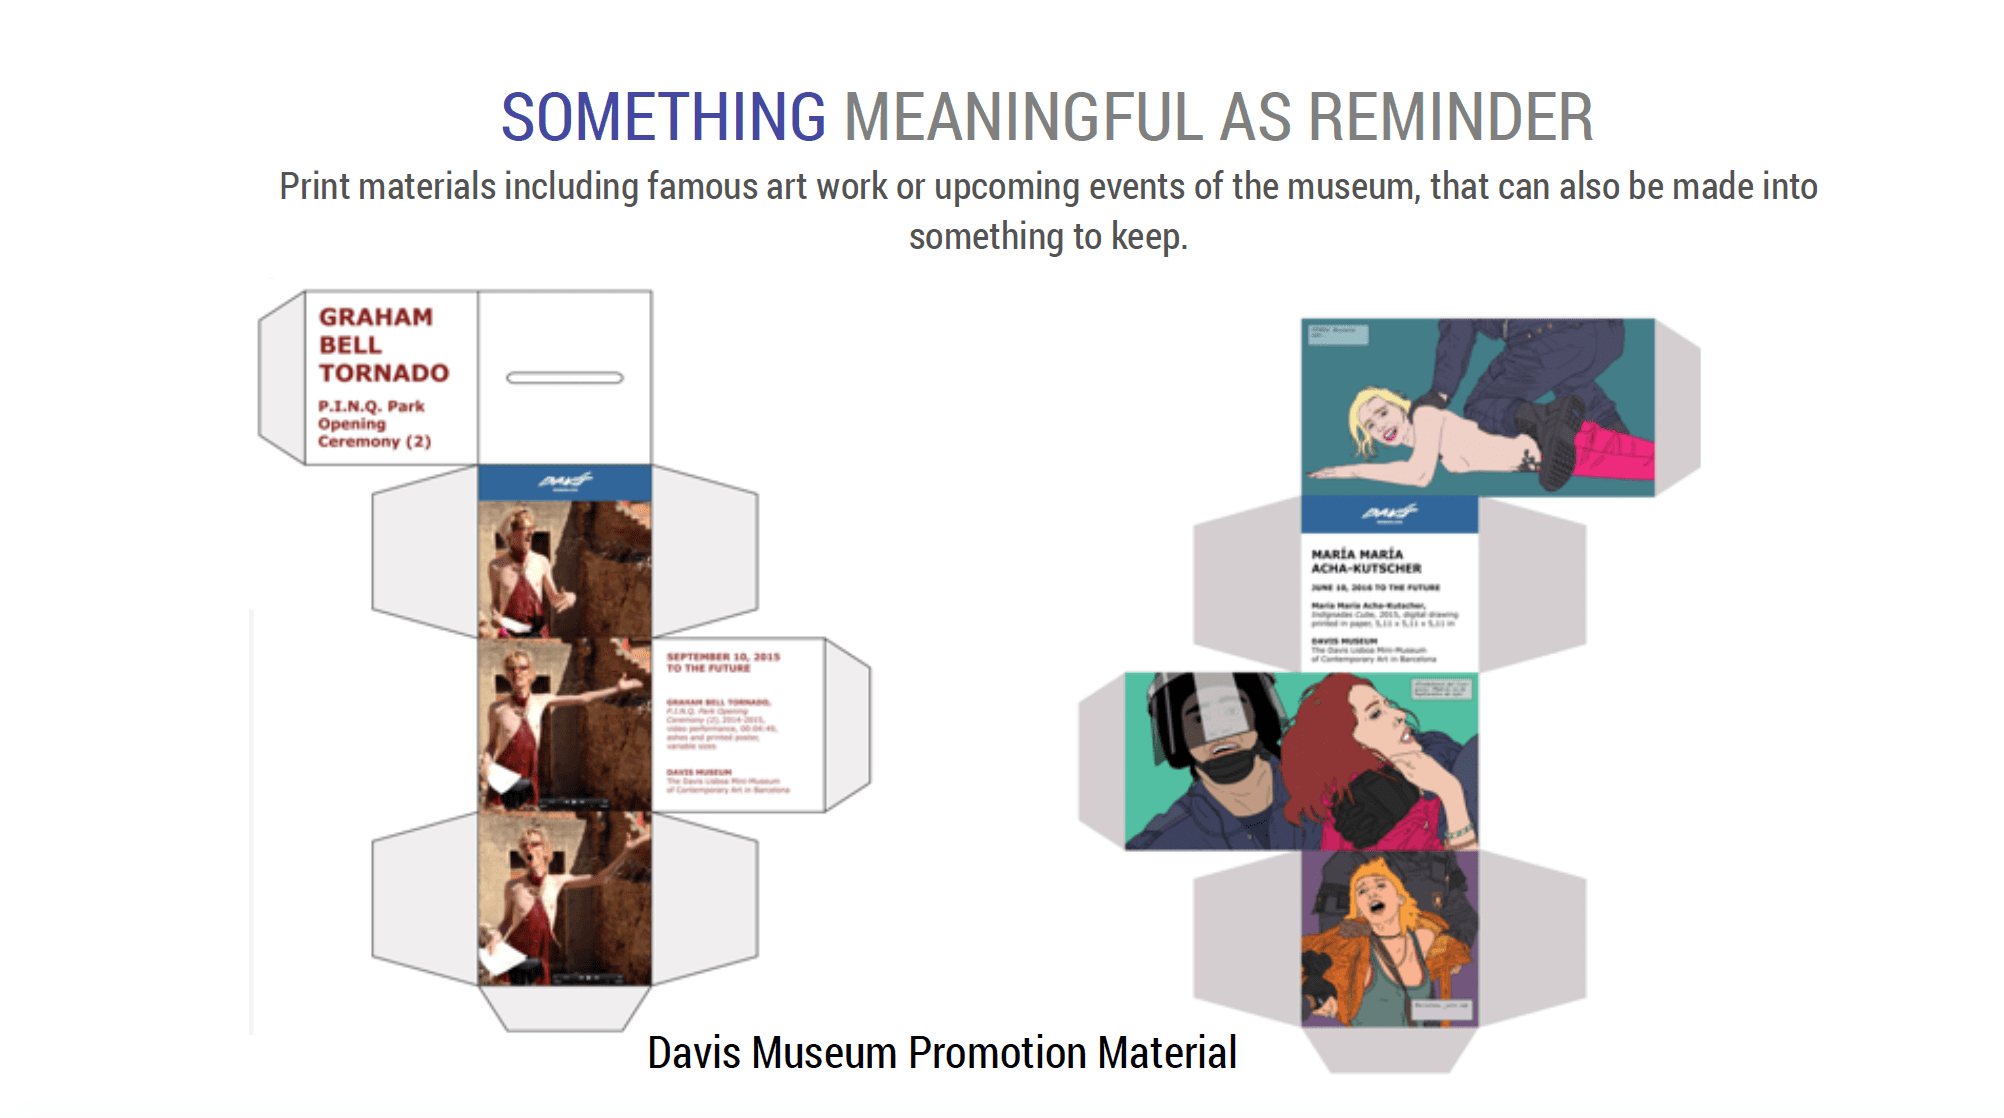 SOMETHING MEANINGFUL AS REMINDER
Print materials including famous art work or upcoming events of the museum, that can also be made into
something to keep.
GRAHAM
BELL
TORNADO
P.I.N.Q. Park
Opening
Ceremony (2)
DAVIS
SEPTEMBER 10, 2015
TO THE FUTURE
GRAHAM BELL TORNADO,
P.I.N.Q. Park Opening
Ceremony (2), 2014-2015,
video performance, 00:04:49,
ashes and printed poster,
variable sizes
DAVIS MUSEUM
The Davis Lisboa Mini-Museum
of Contemporary Art in Barcelona
DAVIS
MARÍA MARÍA
ACHA-KUTSCHER
JUNE 10, 2016 TO THE FUTURE
María María Acha-Kutscher,
Indignadas Cube, 2015, digital drawing
printed in paper, 5,11 x 5,11 x 5,11 in
DAVIS MUSEUM
The Davis Lisboa Mini-Museum
of Contemporary Art in Barcelona
Davis Museum Promotion Material